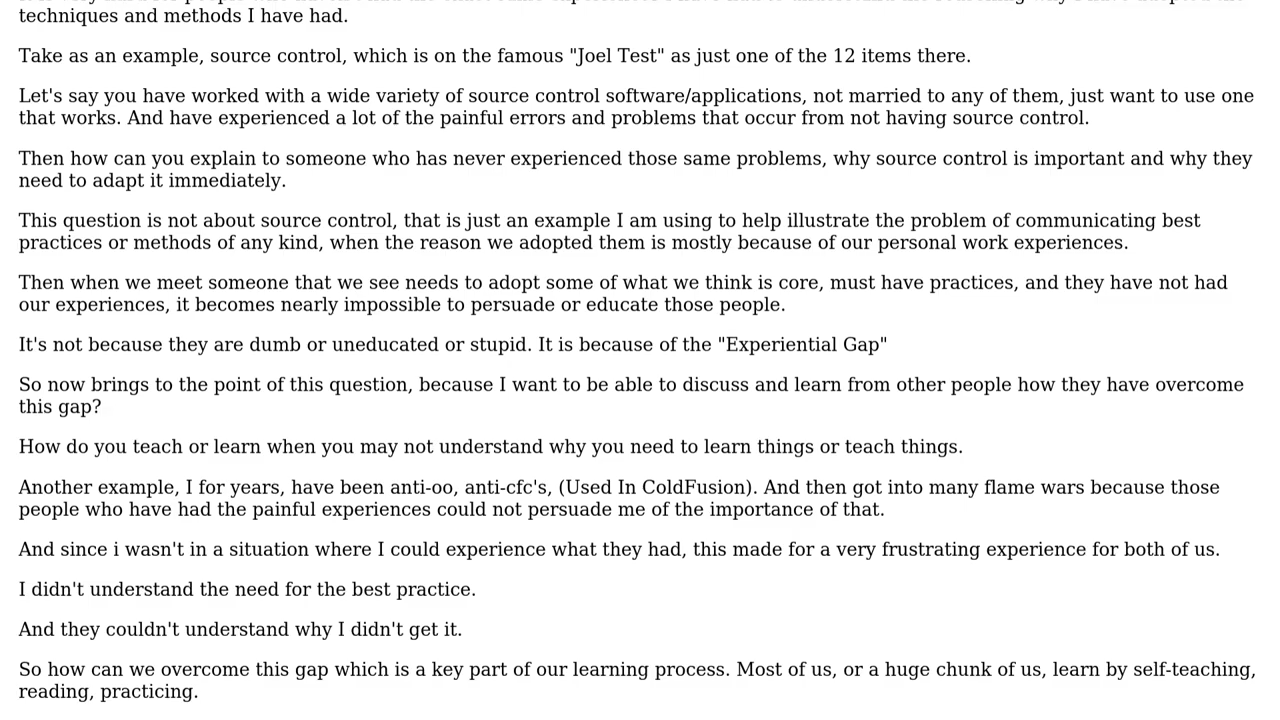 techniques and methods I have had.
Take as an example, source control, which is on the famous "Joel Test" as just one of the 12 items there.
Let's say you have worked with a wide variety of source control software/applications, not married to any of them, just want to use one
that works. And have experienced a lot of the painful errors and problems that occur from not having source control.
Then how can you explain to someone who has never experienced those same problems, why source control is important and why they
need to adapt it immediately.
This question is not about source control, that is just an example I am using to help illustrate the problem of communicating best
practices or methods of any kind, when the reason we adopted them is mostly because of our personal work experiences.
Then when we meet someone that we see needs to adopt some of what we think is core, must have practices, and they have not had
our experiences, it becomes nearly impossible to persuade or educate those people.
It's not because they are dumb or uneducated or stupid. It is because of the "Experiential Gap"
So now brings to the point of this question, because I want to be able to discuss and learn from other people how they have overcome
this gap?
How do you teach or learn when you may not understand why you need to learn things or teach things.
Another example, I for years, have been anti-oo, anti-cfc's, (Used In ColdFusion). And then got into many flame wars because those
people who have had the painful experiences could not persuade me of the importance of that.
And since i wasn't in a situation where I could experience what they had, this made for a very frustrating experience for both of us.
I didn't understand the need for the best practice.
And they couldn't understand why I didn't get it.
So how can we overcome this gap which is a key part of our learning process. Most of us, or a huge chunk of us, learn by self-teaching,
reading, practicing.